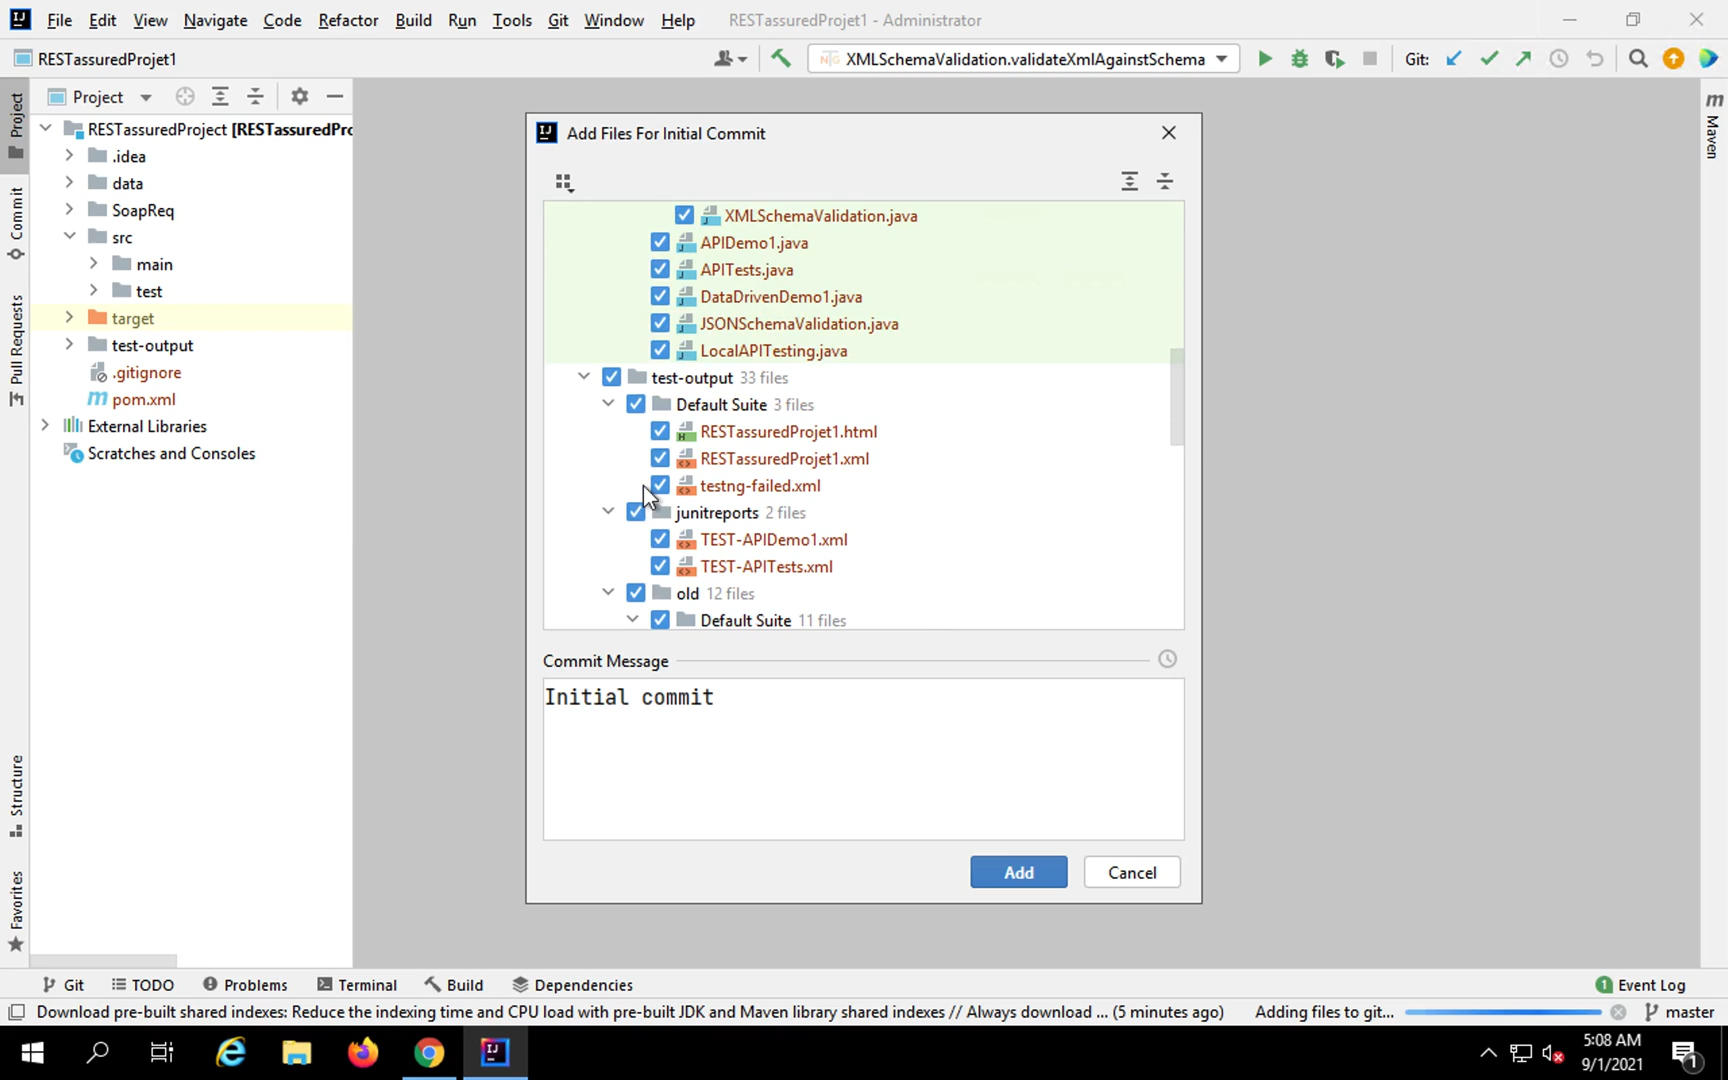 File Edit View Navigate Code Refactor Build Run Tools Git Window Help RESTassuredProjet1 - Administrator
RESTassuredProjet1
XMLSchemaValidation.validateXmlAgainstSchema
Git:
Project
RESTassuredProject [RESTassuredPro
.idea
data
SoapReq
src
main
test
target
test-output
.gitignore
pom.xml
External Libraries
Scratches and Consoles
Project
Commit
Pull Requests
Structure
Favorites
Maven
Add Files For Initial Commit
XMLSchemaValidation.java
APIDemo1.java
APITests.java
DataDrivenDemo1.java
JSONSchemaValidation.java
LocalAPITesting.java
test-output 33 files
Default Suite 3 files
RESTassuredProjet1.html
RESTassuredProjet1.xml
testng-failed.xml
junitreports 2 files
TEST-APIDemo1.xml
TEST-APITests.xml
old 12 files
Default Suite 11 files
Commit Message
Initial commit
Add
Cancel
Git TODO Problems Terminal Build Dependencies
1 Event Log
Download pre-built shared indexes: Reduce the indexing time and CPU load with pre-built JDK and Maven library shared indexes // Always download ... (5 minutes ago)
Adding files to git...
master
5:08 AM
9/1/2021
1